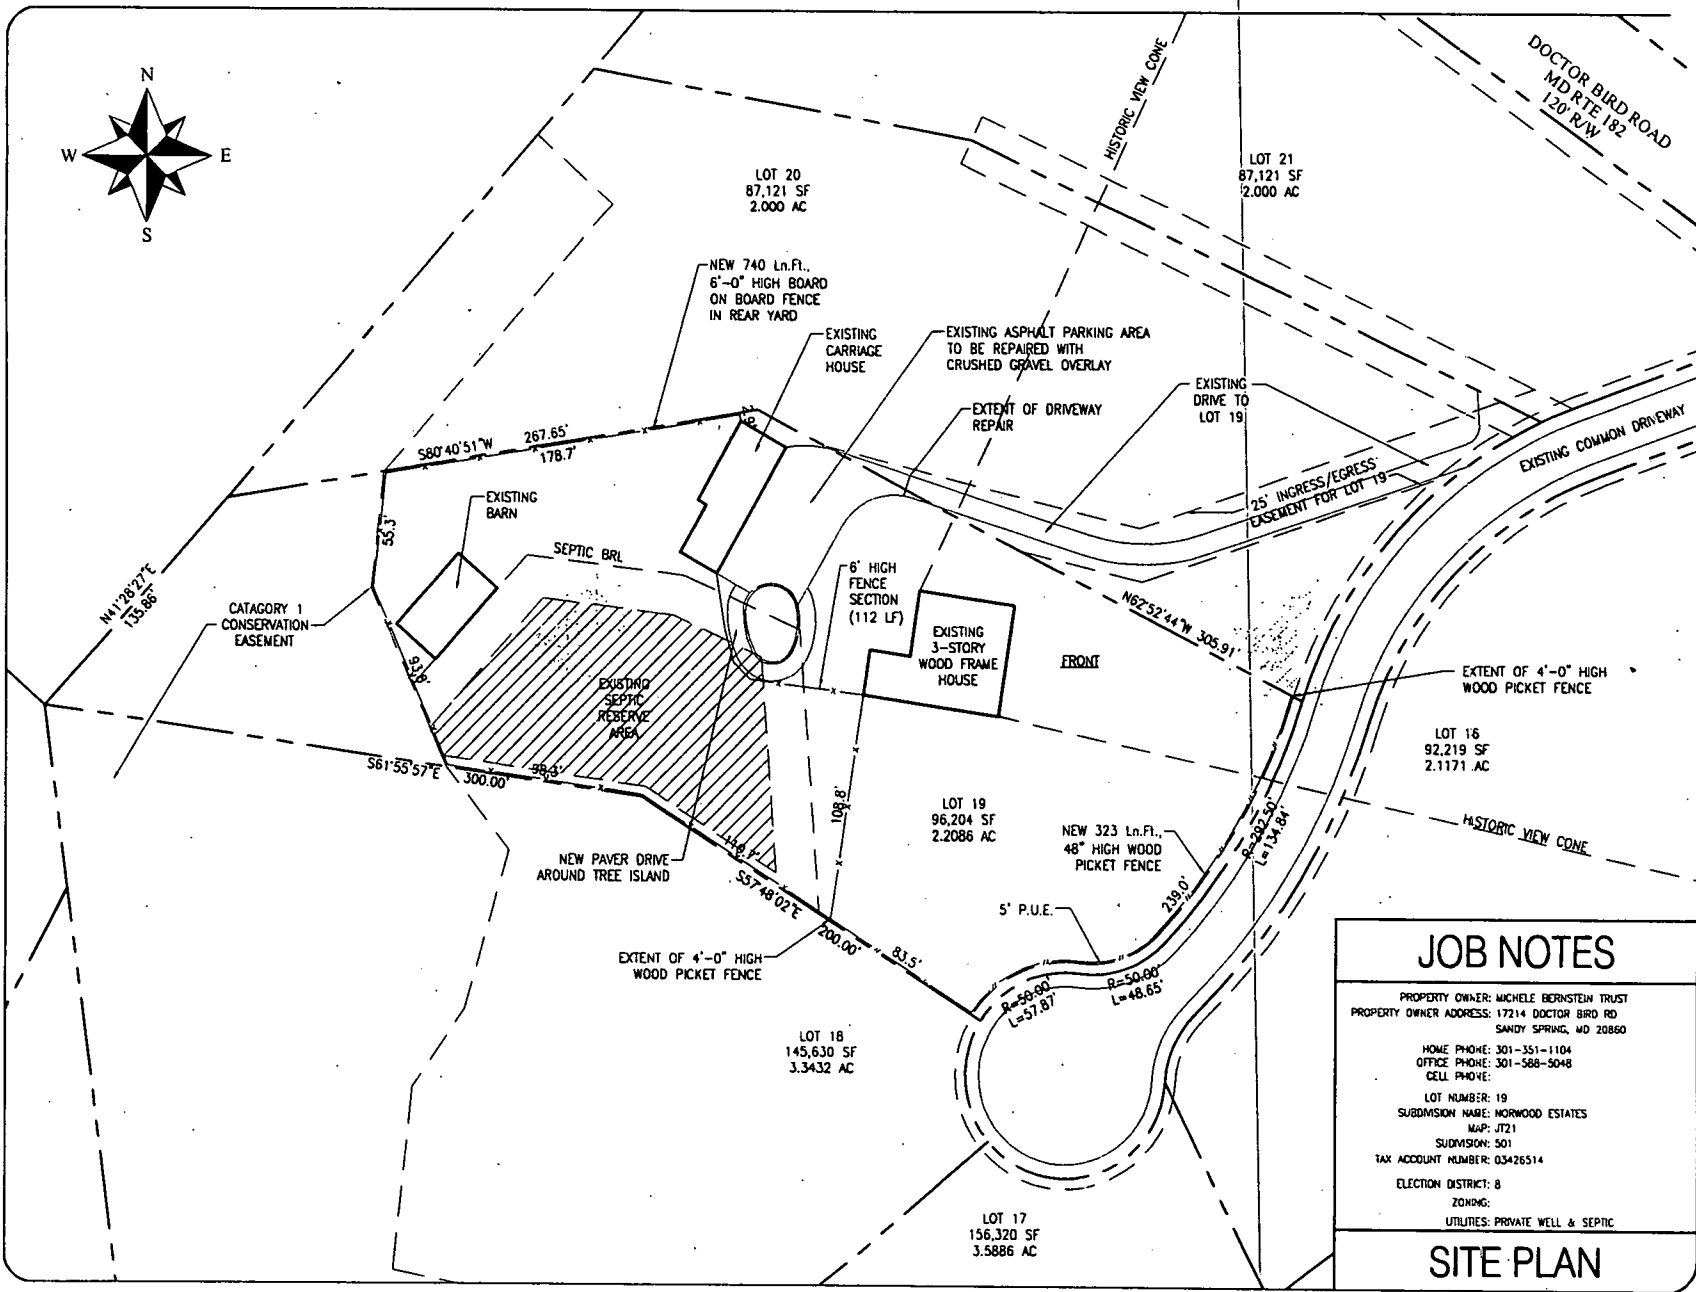 N
W
E
S
DOCTOR BIRD ROAD
MD RTE 182
120' R/W
HISTORIC VIEW CONE
LOT 20
87,121 SF
2.000 AC
LOT 21
87,121 SF
2.000 AC
NEW 740 Ln.Ft.,
6'-0" HIGH BOARD
ON BOARD FENCE
IN REAR YARD
EXISTING
CARRIAGE
HOUSE
EXISTING ASPHALT PARKING AREA
TO BE REPAIRED WITH
CRUSHED GRAVEL OVERLAY
EXISTING
DRIVE TO
LOT 19
EXTENT OF DRIVEWAY
REPAIR
EXISTING COMMON DRIVEWAY
S80°40'51"W 267.65'
178.7'
25' INGRESS/EGRESS
EASEMENT FOR LOT 19
EXISTING
BARN
55.3'
SEPTIC BRL
6' HIGH
FENCE
SECTION
(112 LF)
N41°28'27"E
135.86'
CATAGORY 1
CONSERVATION
EASEMENT
N62°52'44"W 305.91'
EXISTING
3-STORY
WOOD FRAME
HOUSE
FRONT
93.8'
EXISTING
SEPTIC
RESERVE
AREA
EXTENT OF 4'-0" HIGH
WOOD PICKET FENCE
LOT 16
92,219 SF
2.1171 AC
S61°55'57"E 300.00'
108.8'
LOT 19
96,204 SF
2.2086 AC
R=292.50'
L=134.84'
HISTORIC VIEW CONE
NEW 323 Ln.Ft.,
48" HIGH WOOD
PICKET FENCE
NEW PAVER DRIVE
AROUND TREE ISLAND
S57°48'02"E
200.00'
239.0'
5' P.U.E.
83.5'
EXTENT OF 4'-0" HIGH
WOOD PICKET FENCE
R=50.00'
L=57.87'
R=50.00'
L=48.65'
LOT 18
145,630 SF
3.3432 AC
LOT 17
156,320 SF
3.5886 AC
JOB NOTES
PROPERTY OWNER: MICHELE BERNSTEIN TRUST
PROPERTY OWNER ADDRESS: 17214 DOCTOR BIRD RD
SANDY SPRING, MD 20860
HOME PHONE: 301-351-1104
OFFICE PHONE: 301-588-5048
CELL PHONE:
LOT NUMBER: 19
SUBDIVISION NAME: NORWOOD ESTATES
MAP: JT21
SUDIVISION: 501
TAX ACCOUNT NUMBER: 03426514
ELECTION DISTRICT: 8
ZONING:
UTILITIES: PRIVATE WELL & SEPTIC
SITE PLAN